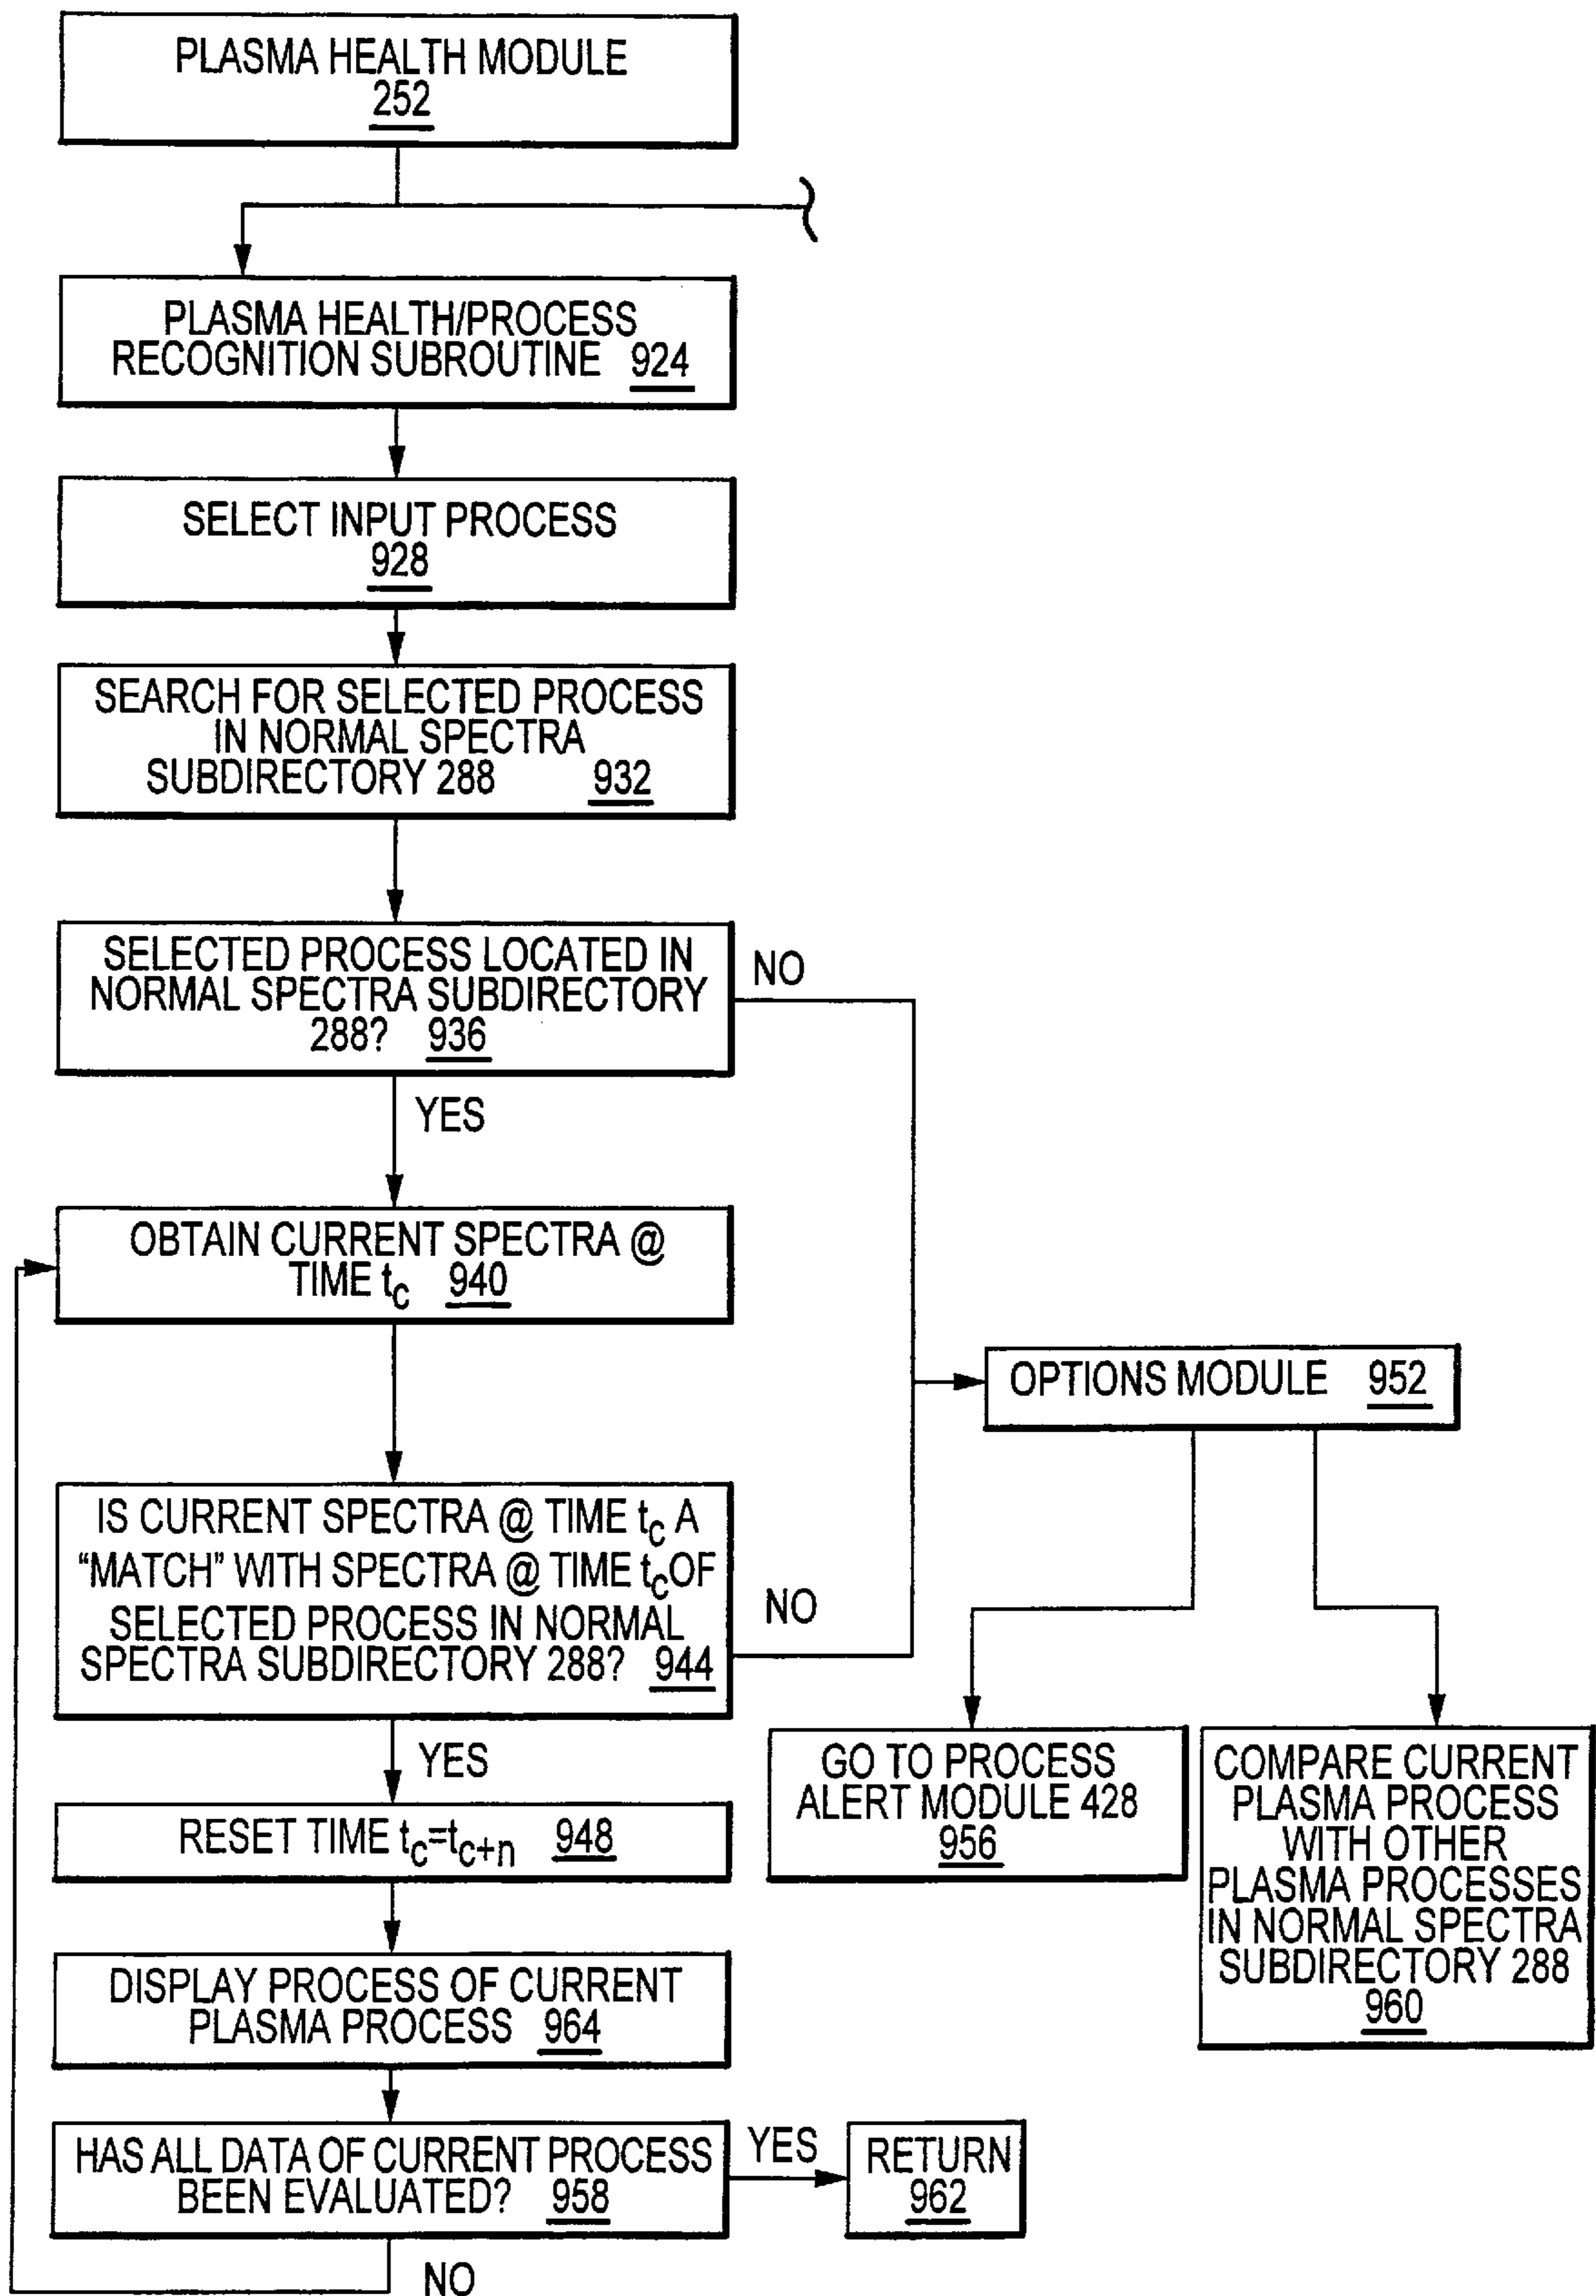 PLASMA HEALTH MODULE
252
PLASMA HEALTH/PROCESS
RECOGNITION SUBROUTINE 924
SELECT INPUT PROCESS
928
SEARCH FOR SELECTED PROCESS
IN NORMAL SPECTRA
SUBDIRECTORY 288 932
SELECTED PROCESS LOCATED IN
NORMAL SPECTRA SUBDIRECTORY
288? 936
NO
YES
OBTAIN CURRENT SPECTRA @
TIME tc 940
OPTIONS MODULE 952
IS CURRENT SPECTRA @ TIME tc A
“MATCH” WITH SPECTRA @ TIME tc OF
SELECTED PROCESS IN NORMAL
SPECTRA SUBDIRECTORY 288? 944
NO
YES
GO TO PROCESS
ALERT MODULE 428
956
COMPARE CURRENT
PLASMA PROCESS
WITH OTHER
PLASMA PROCESSES
IN NORMAL SPECTRA
SUBDIRECTORY 288
960
RESET TIME tc=tc+n 948
DISPLAY PROCESS OF CURRENT
PLASMA PROCESS 964
HAS ALL DATA OF CURRENT PROCESS
BEEN EVALUATED? 958
YES
RETURN
962
NO